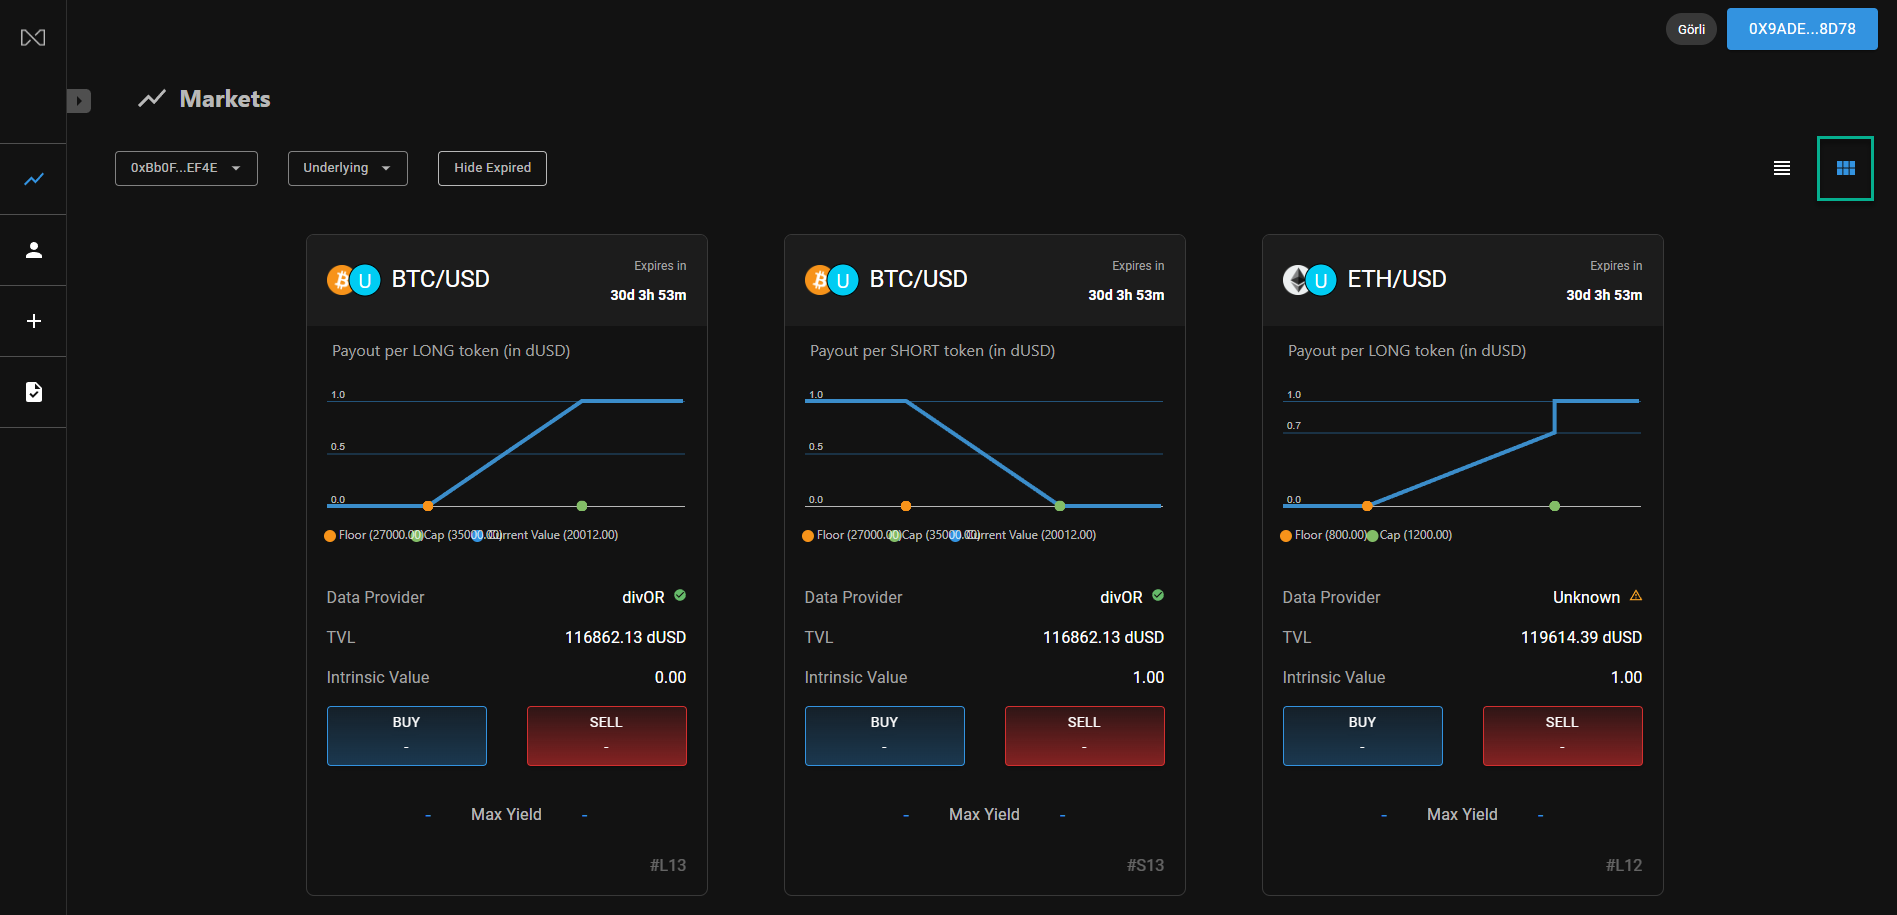 Görli
0X9ADE...8D78
Markets
0xBb0F...EF4E
Underlying
Hide Expired
BTC/USD
Expires in
30d 3h 53m
Payout per LONG token (in dUSD)
1.0
0.5
0.0
Floor (27000.00) Cap (35000.00) Current Value (20012.00)
Data Provider divOR
TVL 116862.13 dUSD
Intrinsic Value 0.00
BUY
-
SELL
-
- Max Yield -
#L13
BTC/USD
Expires in
30d 3h 53m
Payout per SHORT token (in dUSD)
1.0
0.5
0.0
Floor (27000.00) Cap (35000.00) Current Value (20012.00)
Data Provider divOR
TVL 116862.13 dUSD
Intrinsic Value 1.00
BUY
-
SELL
-
- Max Yield -
#S13
ETH/USD
Expires in
30d 3h 53m
Payout per LONG token (in dUSD)
1.0
0.7
0.0
Floor (800.00) Cap (1200.00)
Data Provider Unknown
TVL 119614.39 dUSD
Intrinsic Value 1.00
BUY
-
SELL
-
- Max Yield -
#L12